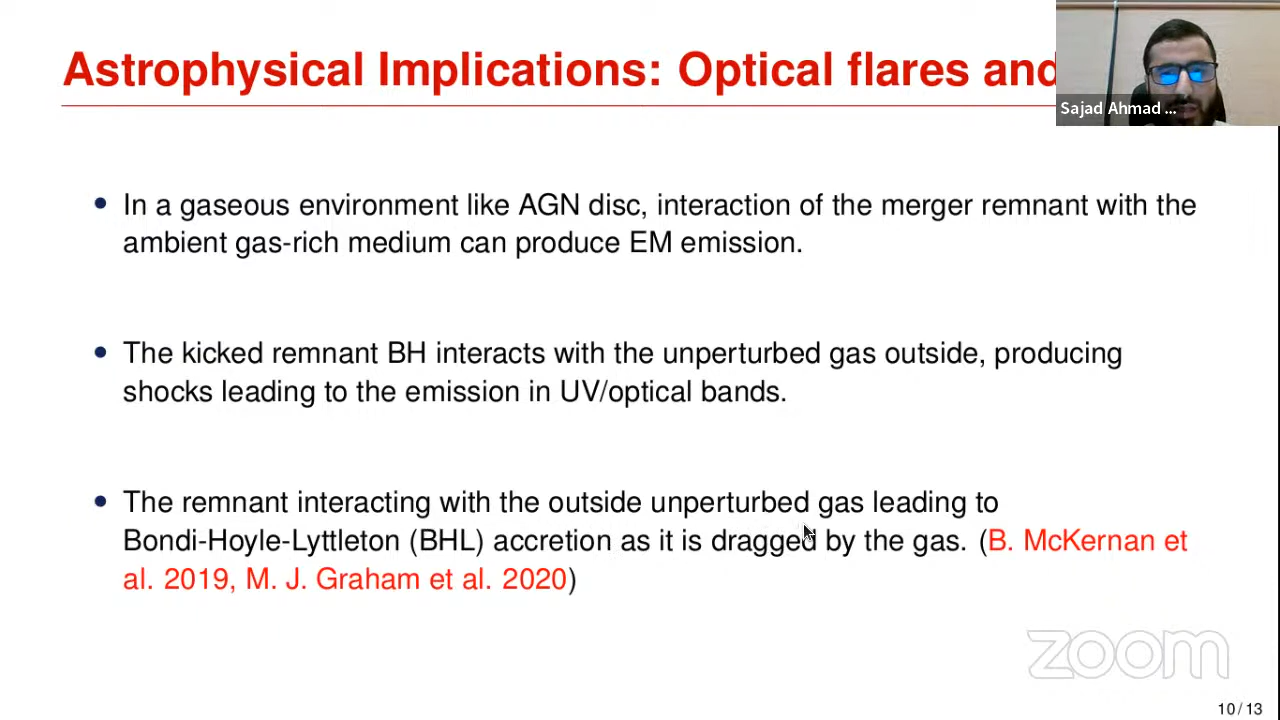 Astrophysical Implications: Optical flares and
Sajad Ahmad ...
• In a gaseous environment like AGN disc, interaction of the merger remnant with the
ambient gas-rich medium can produce EM emission.
• The kicked remnant BH interacts with the unperturbed gas outside, producing
shocks leading to the emission in UV/optical bands.
• The remnant interacting with the outside unperturbed gas leading to
Bondi-Hoyle-Lyttleton (BHL) accretion as it is dragged by the gas. (B. McKernan et
al. 2019, M. J. Graham et al. 2020)
zoom
10 / 13